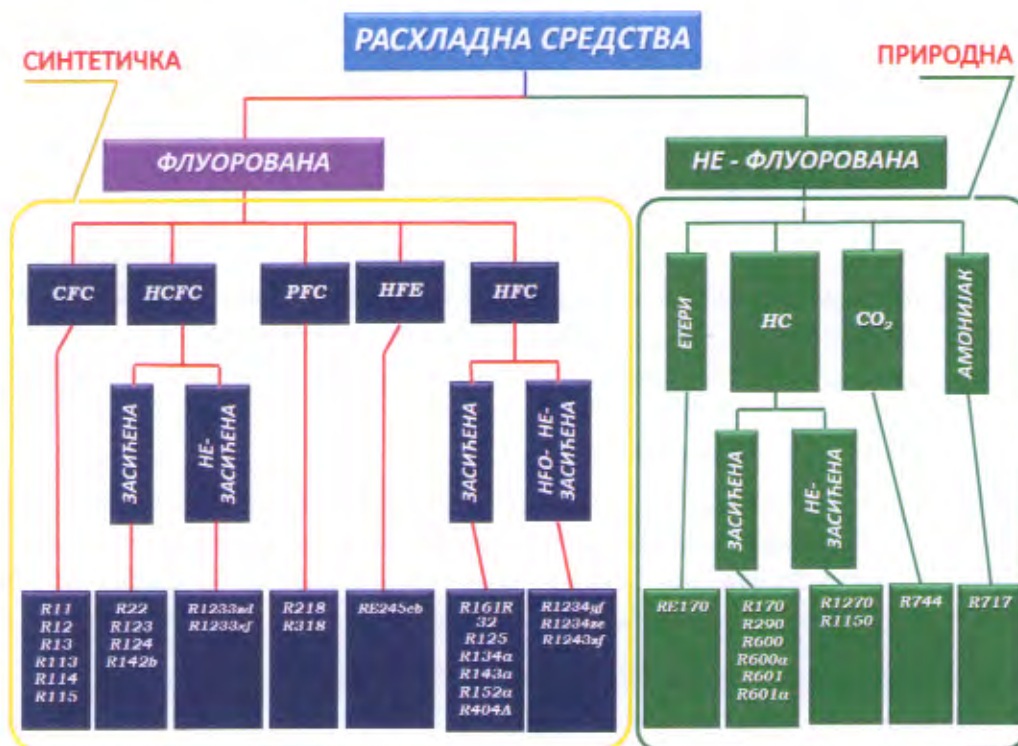 РАСХЛАДНА СРЕДСТВА
СИНТЕТИЧКА
ПРИРОДНА
ФЛУОРОВАНА
НЕ - ФЛУОРОВАНА
CFC
HCFC
PFC
HFE
HFC
ЕТЕРИ
HC
CO₂
АМОНИЈАК
ЗАСИЋЕНА
НЕ-
ЗАСИЋЕНА
ЗАСИЋЕНА
HFO- НЕ-
ЗАСИЋЕНА
ЗАСИЋЕНА
НЕ-
ЗАСИЋЕНА
R11
R12
R13
R113
R114
R115
R22
R123
R124
R142b
R1233zd
R1233xf
R218
R318
RE245cb
R161R
32
R125
R134a
R143a
R152a
R404A
R1234yf
R1234ze
R1243zf
RE170
R170
R290
R600
R600a
R601
R601a
R1270
R1150
R744
R717